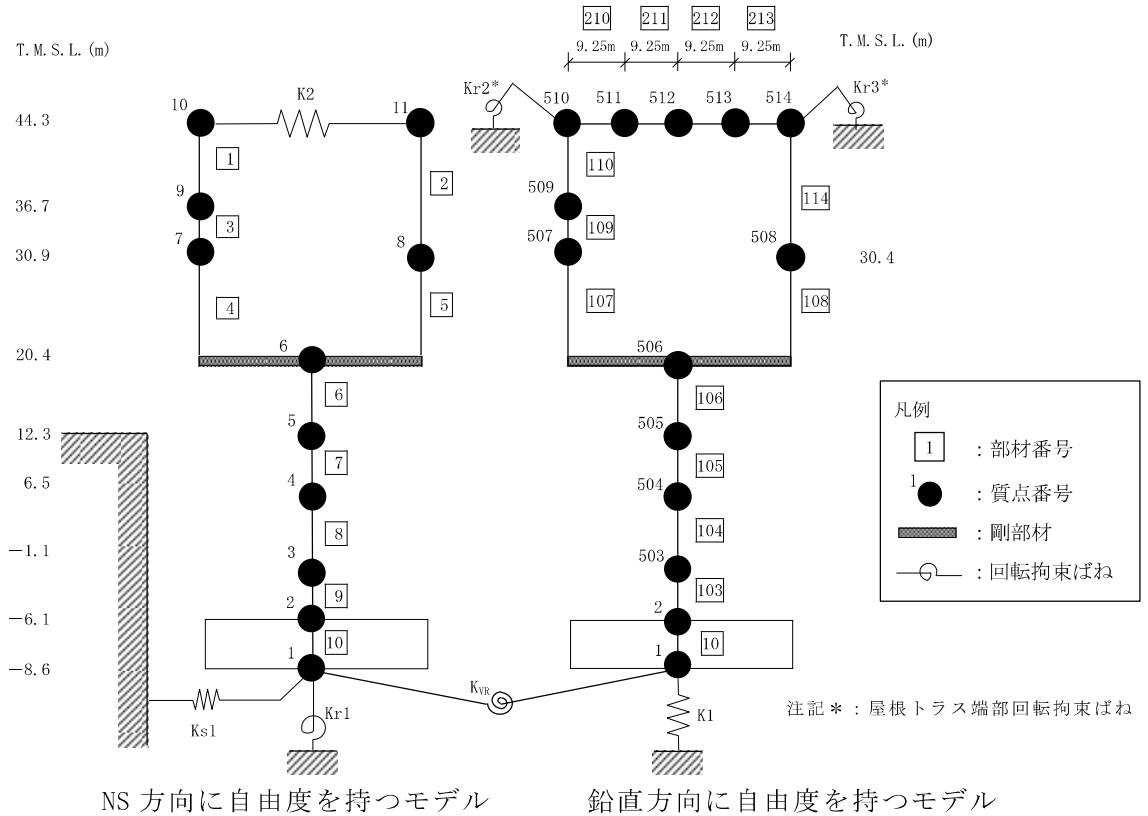 T.M.S.L.(m)
44.3
36.7
30.9
20.4
12.3
6.5
-1.1
-6.1
-8.6
10
K2
11
1
2
9
3
7
8
4
5
6
6
5
7
4
8
3
9
2
10
1
Ks1
Kr1
KVR
NS 方向に自由度を持つモデル
210 211 212 213
9.25m 9.25m 9.25m 9.25m
T.M.S.L.(m)
Kr2*
Kr3*
510 511 512 513 514
110
509
114
109
507
508
30.4
107
108
506
106
505
105
504
104
503
103
2
10
1
K1
鉛直方向に自由度を持つモデル
凡例
1 : 部材番号
1 : 質点番号
: 剛部材
: 回転拘束ばね
注記＊ : 屋根トラス端部回転拘束ばね